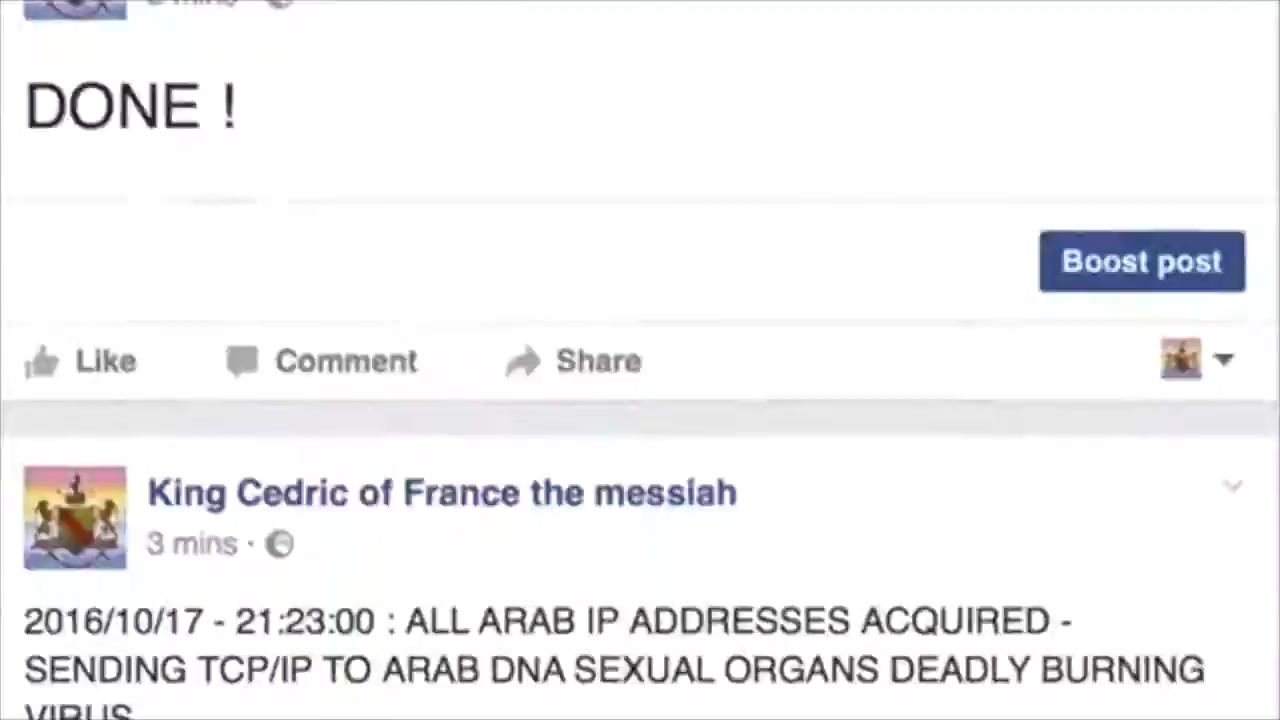 DONE !
Boost post
Like Comment Share
King Cedric of France the messiah
3 mins ·
2016/10/17 - 21:23:00 : ALL ARAB IP ADDRESSES ACQUIRED -
SENDING TCP/IP TO ARAB DNA SEXUAL ORGANS DEADLY BURNING
VIRUS